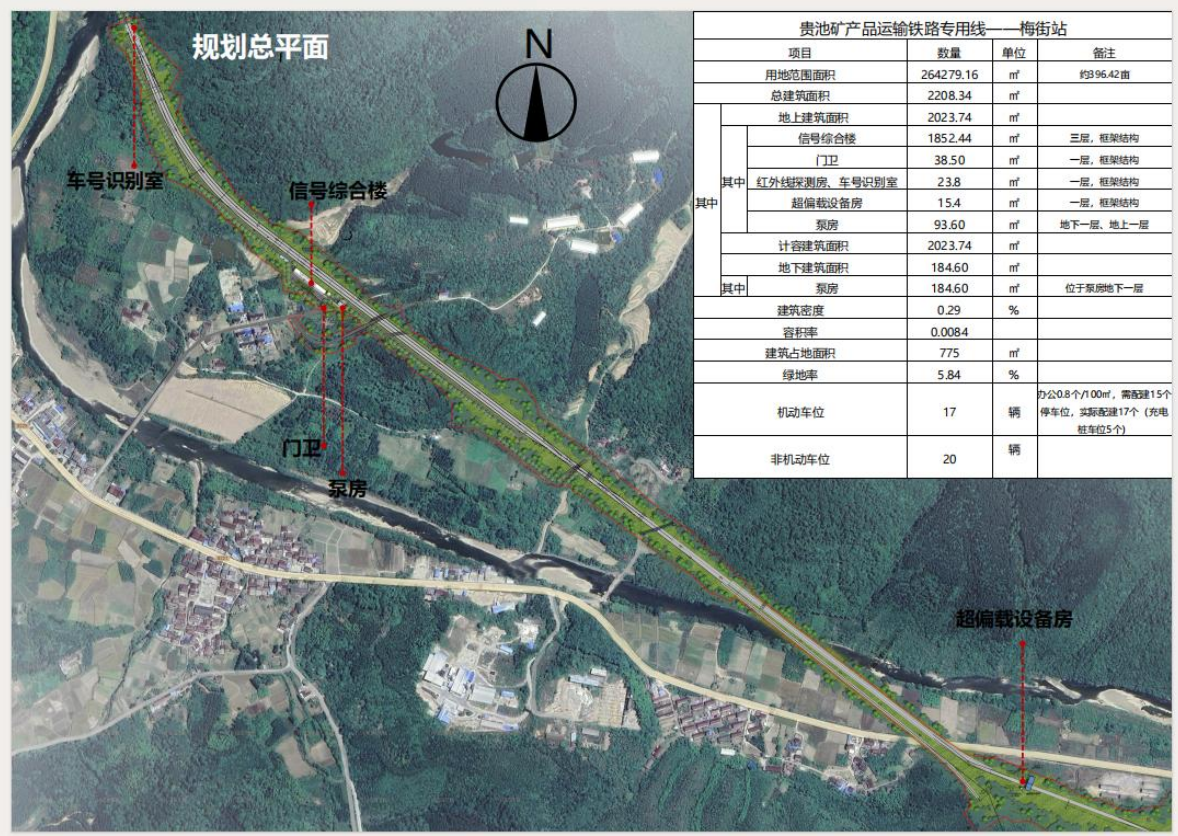 规划总平面
N
车号识别室
信号综合楼
门卫
泵房
超偏载设备房
贵池矿产品运输铁路专用线——梅街站
项目 数量 单位 备注
用地范围面积 264279.16 ㎡ 约396.42亩
总建筑面积 2208.34 ㎡
地上建筑面积 2023.74 ㎡
其中
其中
信号综合楼 1852.44 ㎡ 三层，框架结构
门卫 38.50 ㎡ 一层，框架结构
红外线探测房、车号识别室 23.8 ㎡ 一层，框架结构
超偏载设备房 15.4 ㎡ 一层，框架结构
泵房 93.60 ㎡ 地下一层、地上一层
计容建筑面积 2023.74 ㎡
地下建筑面积 184.60 ㎡
其中 泵房 184.60 ㎡ 位于泵房地下一层
建筑密度 0.29 %
容积率 0.0084
建筑占地面积 775 ㎡
绿地率 5.84 %
机动车位 17 辆
办公0.8个/100㎡，需配建15个
停车位，实际配建17个（充电
桩车位5个）
非机动车位 20 辆